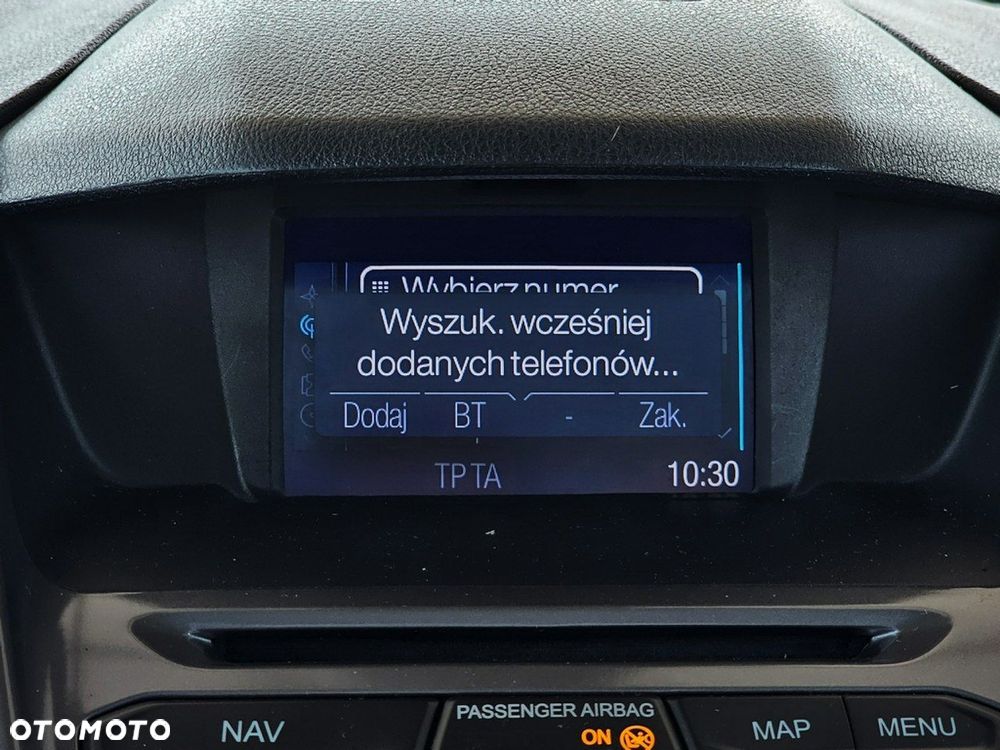 Wybierz numer
Wyszuk. wcześniej
dodanych telefonów...
Dodaj BT - Zak.
TP TA 10:30
PASSENGER AIRBAG
NAV ON MAP MENU
OTOMOTO